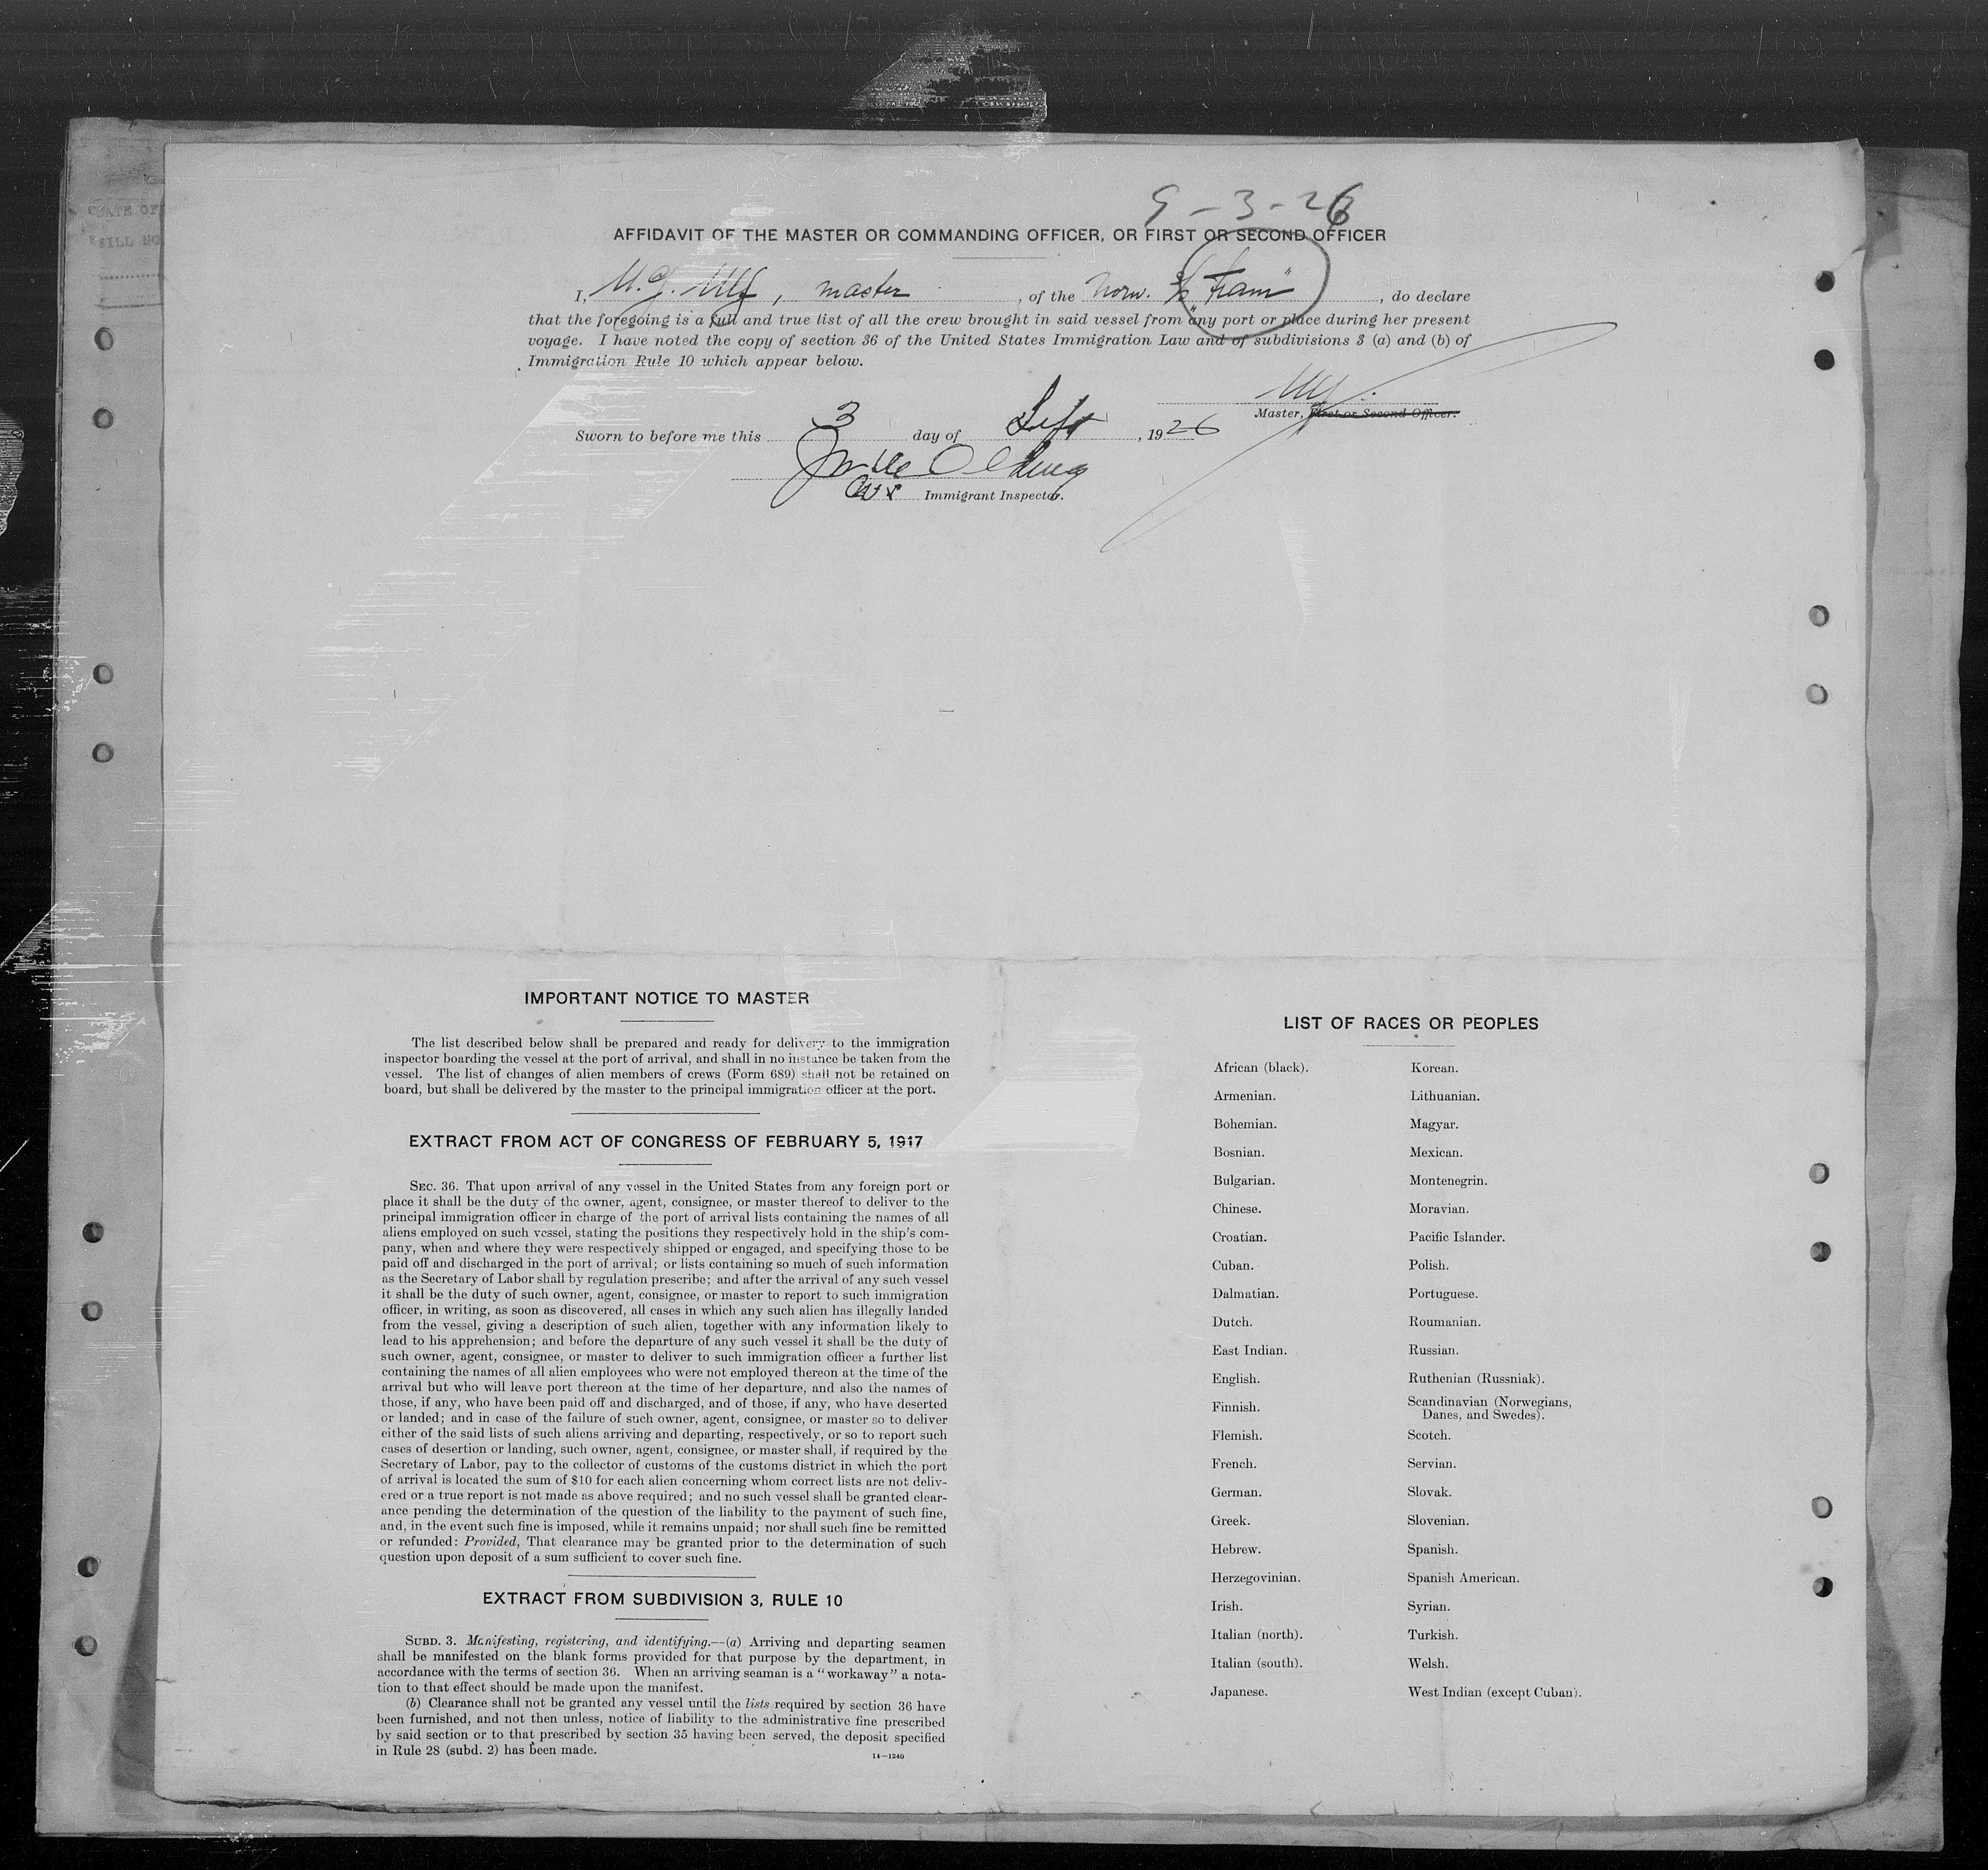 DATE OF
BILL NO
9-3-26
AFFIDAVIT OF THE MASTER OR COMMANDING OFFICER, OR FIRST OR SECOND OFFICER
I, , master , of the Norw. S/S "Fram" , do declare
that the foregoing is a full and true list of all the crew brought in said vessel from any port or place during her present
voyage. I have noted the copy of section 36 of the United States Immigration Law and of subdivisions 3 (a) and (b) of
Immigration Rule 10 which appear below.
Master, First or Second Officer.
Sworn to before me this 3 day of Sept , 1926
Immigrant Inspector.
IMPORTANT NOTICE TO MASTER
The list described below shall be prepared and ready for delivery to the immigration
inspector boarding the vessel at the port of arrival, and shall in no instance be taken from the
vessel. The list of changes of alien members of crews (Form 689) shall not be retained on
board, but shall be delivered by the master to the principal immigration officer at the port.
EXTRACT FROM ACT OF CONGRESS OF FEBRUARY 5, 1917
SEC. 36. That upon arrival of any vessel in the United States from any foreign port or
place it shall be the duty of the owner, agent, consignee, or master thereof to deliver to the
principal immigration officer in charge of the port of arrival lists containing the names of all
aliens employed on such vessel, stating the positions they respectively hold in the ship's com-
pany, when and where they were respectively shipped or engaged, and specifying those to be
paid off and discharged in the port of arrival; or lists containing so much of such information
as the Secretary of Labor shall by regulation prescribe; and after the arrival of any such vessel
it shall be the duty of such owner, agent, consignee, or master to report to such immigration
officer, in writing, as soon as discovered, all cases in which any such alien has illegally landed
from the vessel, giving a description of such alien, together with any information likely to
lead to his apprehension; and before the departure of any such vessel it shall be the duty of
such owner, agent, consignee, or master to deliver to such immigration officer a further list
containing the names of all alien employees who were not employed thereon at the time of the
arrival but who will leave port thereon at the time of her departure, and also the names of
those, if any, who have been paid off and discharged, and of those, if any, who have deserted
or landed; and in case of the failure of such owner, agent, consignee, or master so to deliver
either of the said lists of such aliens arriving and departing, respectively, or so to report such
cases of desertion or landing, such owner, agent, consignee, or master shall, if required by the
Secretary of Labor, pay to the collector of customs of the customs district in which the port
of arrival is located the sum of $10 for each alien concerning whom correct lists are not deliv-
ered or a true report is not made as above required; and no such vessel shall be granted clear-
ance pending the determination of the question of the liability to the payment of such fine,
and, in the event such fine is imposed, while it remains unpaid; nor shall such fine be remitted
or refunded: Provided, That clearance may be granted prior to the determination of such
question upon deposit of a sum sufficient to cover such fine.
EXTRACT FROM SUBDIVISION 3, RULE 10
SUBD. 3. Manifesting, registering, and identifying.—(a) Arriving and departing seamen
shall be manifested on the blank forms provided for that purpose by the department, in
accordance with the terms of section 36. When an arriving seaman is a "workaway" a nota-
tion to that effect should be made upon the manifest.
(b) Clearance shall not be granted any vessel until the lists required by section 36 have
been furnished, and not then unless, notice of liability to the administrative fine prescribed
by said section or to that prescribed by section 35 having been served, the deposit specified
in Rule 28 (subd. 2) has been made.
14—1240
LIST OF RACES OR PEOPLES
African (black).
Armenian.
Bohemian.
Bosnian.
Bulgarian.
Chinese.
Croatian.
Cuban.
Dalmatian.
Dutch.
East Indian.
English.
Finnish.
Flemish.
French.
German.
Greek.
Hebrew.
Herzegovinian.
Irish.
Italian (north).
Italian (south).
Japanese.
Korean.
Lithuanian.
Magyar.
Mexican.
Montenegrin.
Moravian.
Pacific Islander.
Polish.
Portuguese.
Roumanian.
Russian.
Ruthenian (Russniak).
Scandinavian (Norwegians,
Danes, and Swedes).
Scotch.
Servian.
Slovak.
Slovenian.
Spanish.
Spanish American.
Syrian.
Turkish.
Welsh.
West Indian (except Cuban).